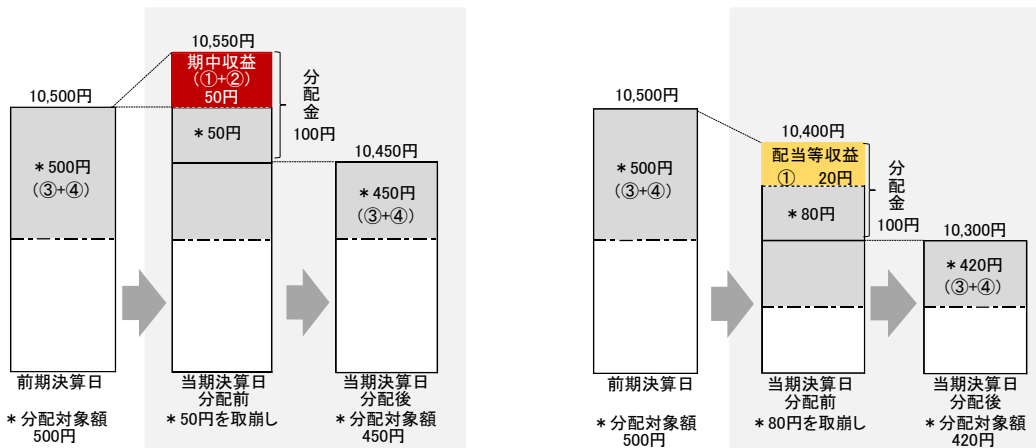 10,550円
期中収益
(①+②)
50円
分配金
100円
10,500円
*50円
10,450円
*500円
(③+④)
*450円
(③+④)
前期決算日
当期決算日
分配前
当期決算日
分配後
*分配対象額
500円
*50円を取崩し
*分配対象額
450円
10,500円
10,400円
配当等収益
① 20円
分配金
100円
*500円
(③+④)
*80円
10,300円
*420円
(③+④)
前期決算日
当期決算日
分配前
当期決算日
分配後
*分配対象額
500円
*80円を取崩し
*分配対象額
420円